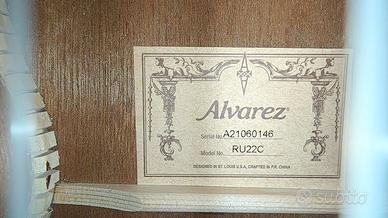 Alvarez®
Serial No. A21060146
Model No. RU22C
DESIGNED IN ST. LOUIS U.S.A., CRAFTED IN P.R. CHINA
subito